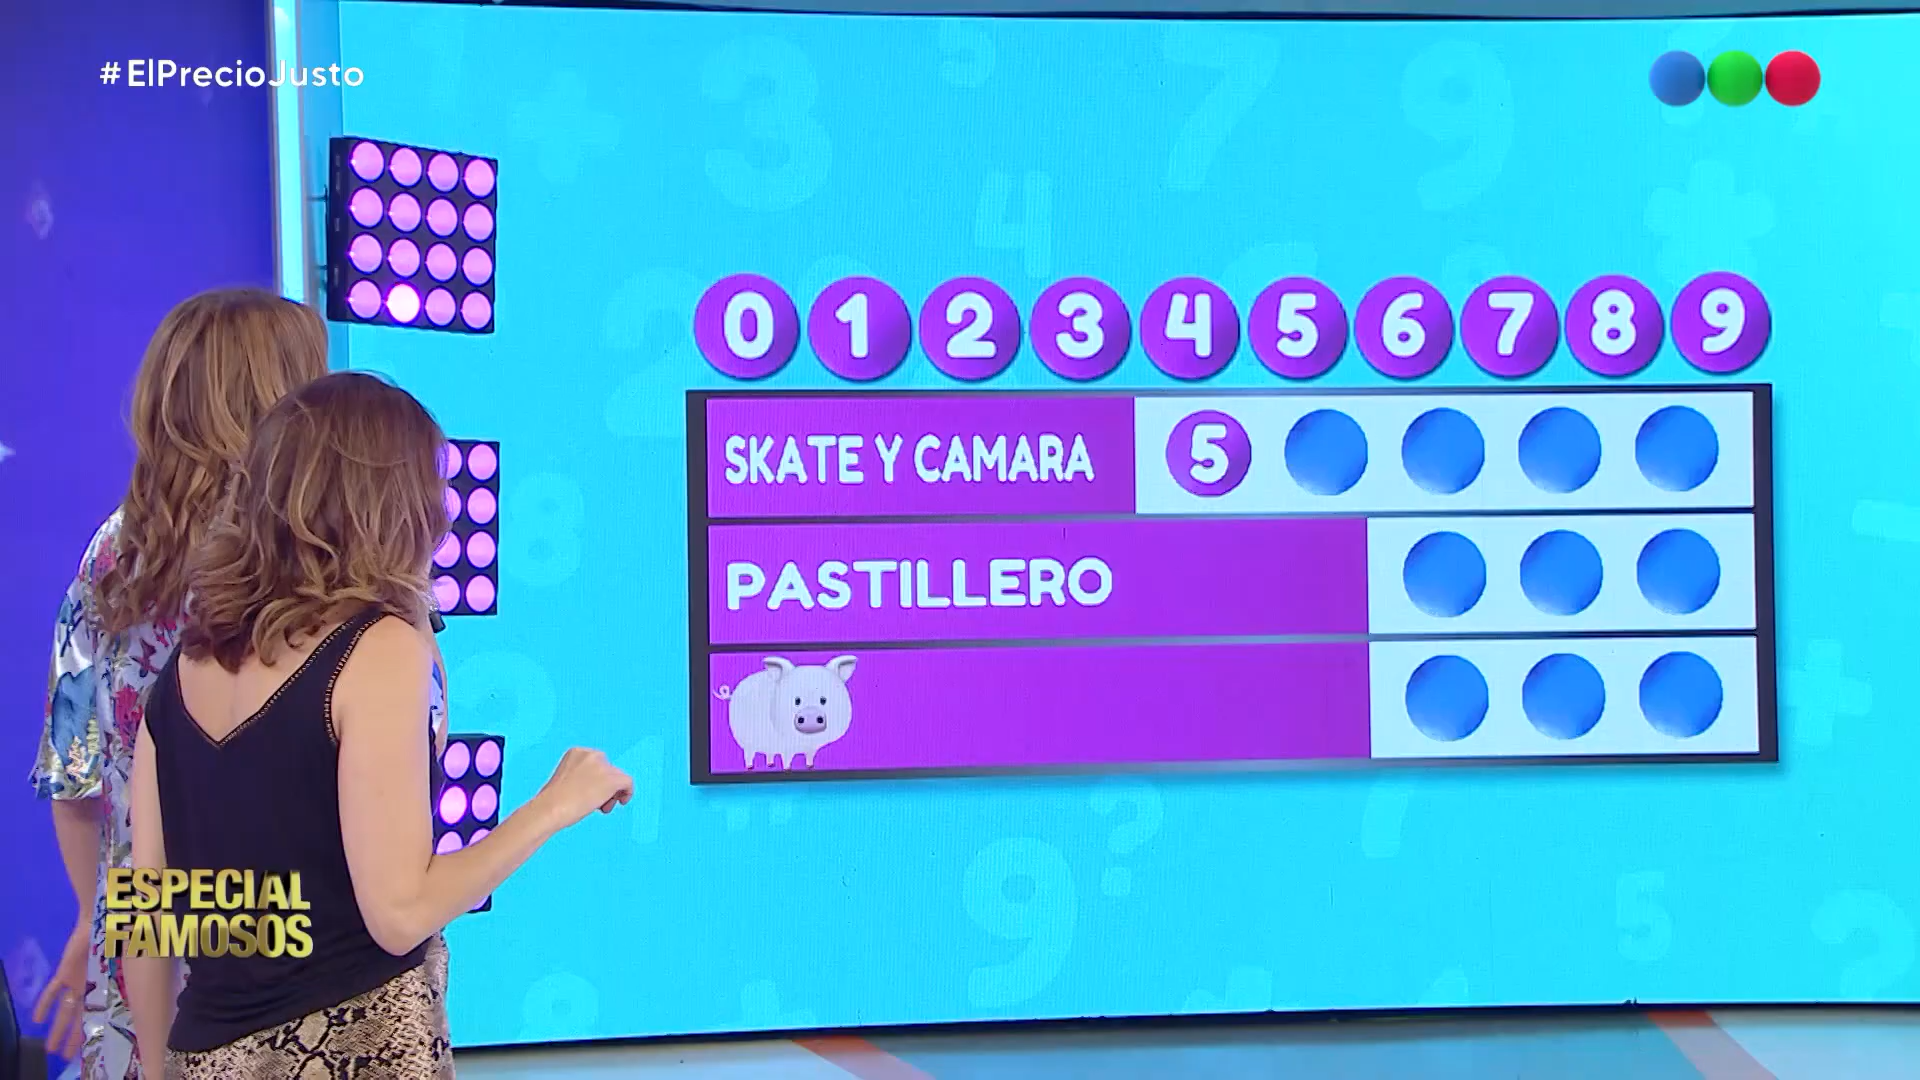 #ElPrecioJusto
0 1 2 3 4 5 6 7 8 9
SKATE Y CAMARA 5
PASTILLERO
ESPECIAL
FAMOSOS